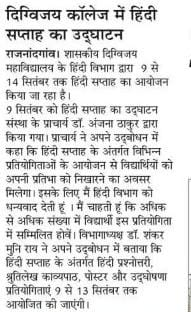 दिग्विजय कॉलेज में हिंदी
सप्ताह का उद्घाटन
राजनांदगांव। शासकीय दिग्विजय
महाविद्यालय के हिंदी विभाग द्वारा 9 से
14 सितंबर तक हिंदी सप्ताह का आयोजन
किया जा रहा है।
9 सितंबर को हिंदी सप्ताह का उद्घाटन
संस्था के प्राचार्य डॉ. अंजना ठाकुर द्वारा
किया गया। प्राचार्य ने अपने उद्बोधन में
कहा कि हिंदी सप्ताह के अंतर्गत विभिन्न
प्रतियोगिताओं के आयोजन से विद्यार्थियों को
अपनी प्रतिभा को निखारने का अवसर
मिलेगा। इसके लिए मैं हिंदी विभाग को
धन्यवाद देती हूं । मैं चाहती हूं कि अधिक
से अधिक संख्या में विद्यार्थी इस प्रतियोगिता
में सम्मिलित होवें। विभागाध्यक्ष डॉ. शंकर
मुनि राय ने अपने उद्बोधन में बताया कि
हिंदी सप्ताह के अंतर्गत हिंदी प्रश्नोत्तरी,
श्रुतिलेख काव्यपाठ, पोस्टर और उद्घोषणा
प्रतियोगिताएं 9 से 13 सितंबर तक
आयोजित की जाएंगी।